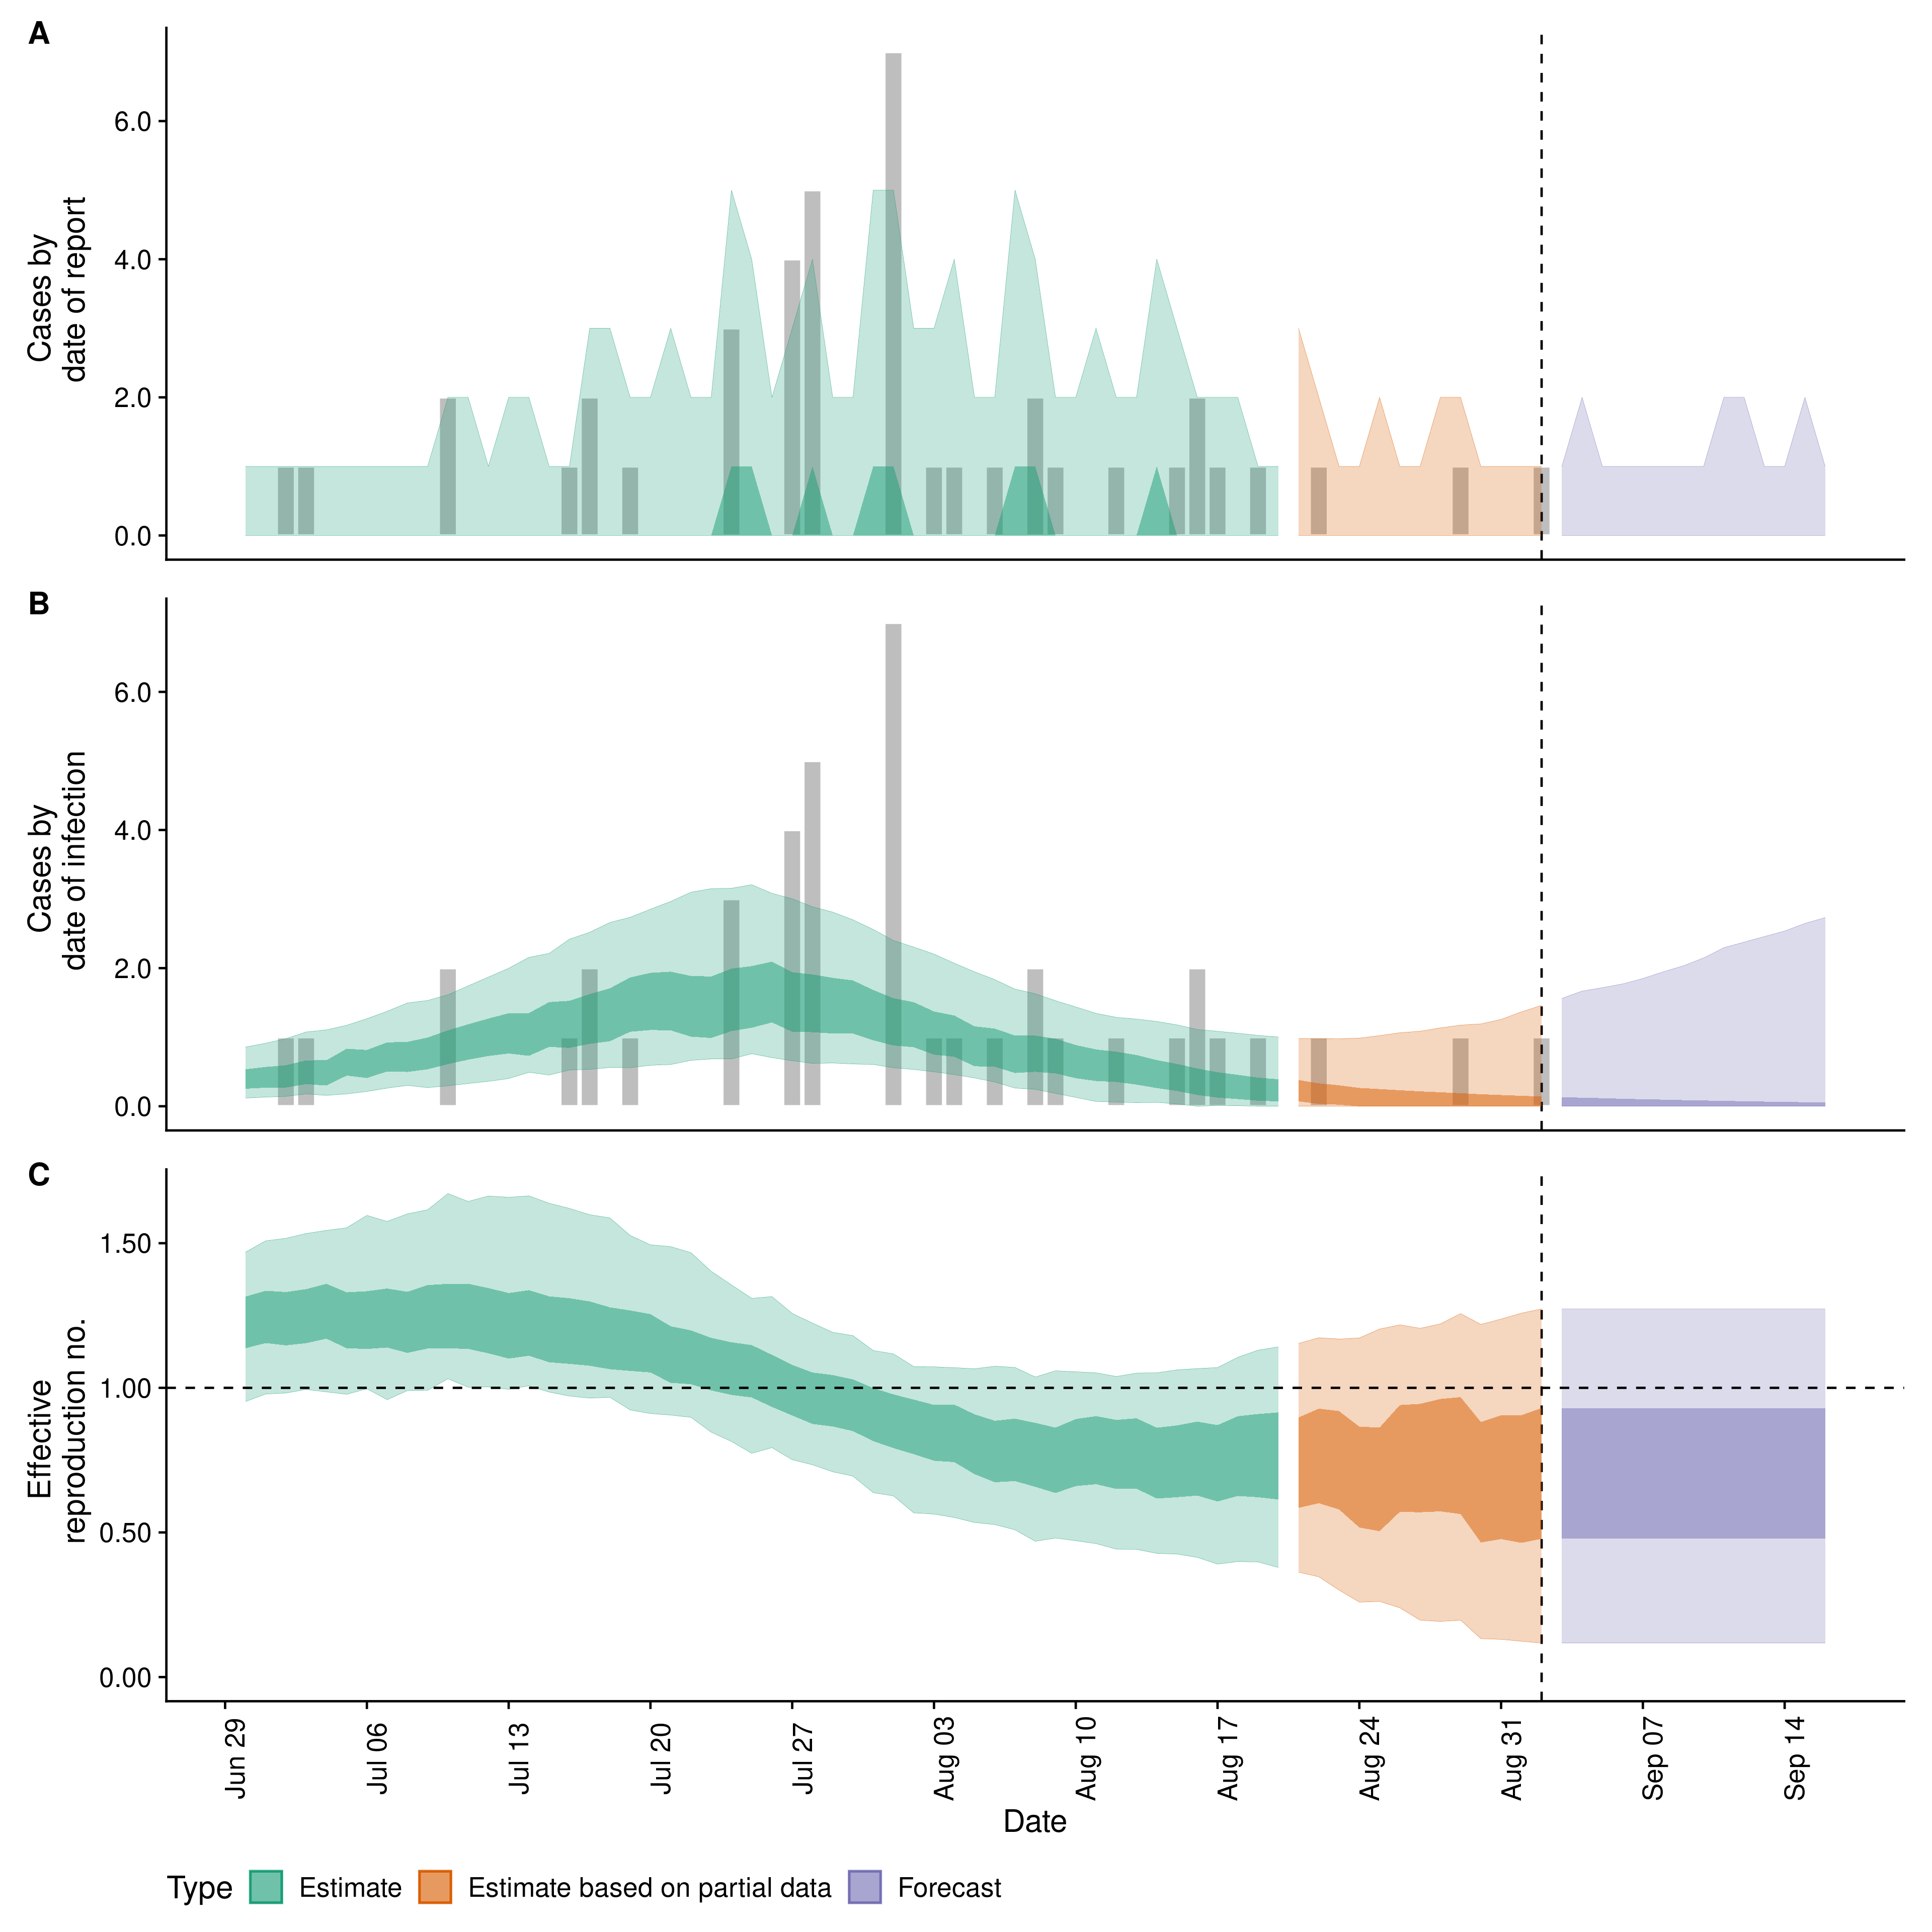 A
Cases by
date of report
6.0
4.0
2.0
0.0
B
Cases by
date of infection
6.0
4.0
2.0
0.0
C
Effective
reproduction no.
1.50
1.00
0.50
0.00
Jun 29
Jul 06
Jul 13
Jul 20
Jul 27
Aug 03
Aug 10
Aug 17
Aug 24
Aug 31
Sep 07
Sep 14
Date
Type Estimate Estimate based on partial data Forecast